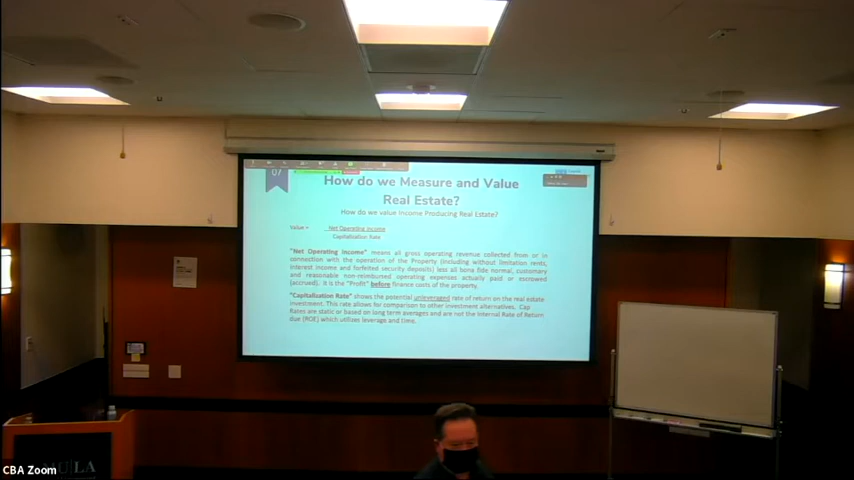 07
How do we Measure and Value
Real Estate?
How do we value Income Producing Real Estate?
Value = Net Operating Income
Capitalization Rate
"Net Operating Income" means all gross operating revenue collected from or in
connection with the operation of the Property (including without limitation rents,
interest income and forfeited security deposits) less all bona fide normal, customary
and reasonable non-reimbursed operating expenses actually paid or escrowed
(accrued). It is the "Profit" before finance costs of the property.
"Capitalization Rate" shows the potential unleveraged rate of return on the real estate
investment. This rate allows for comparison to other investment alternatives. Cap
Rates are static or based on long term averages and are not the Internal Rate of Return
due (ROE) which utilizes leverage and time.
CBA Zoom
ULA